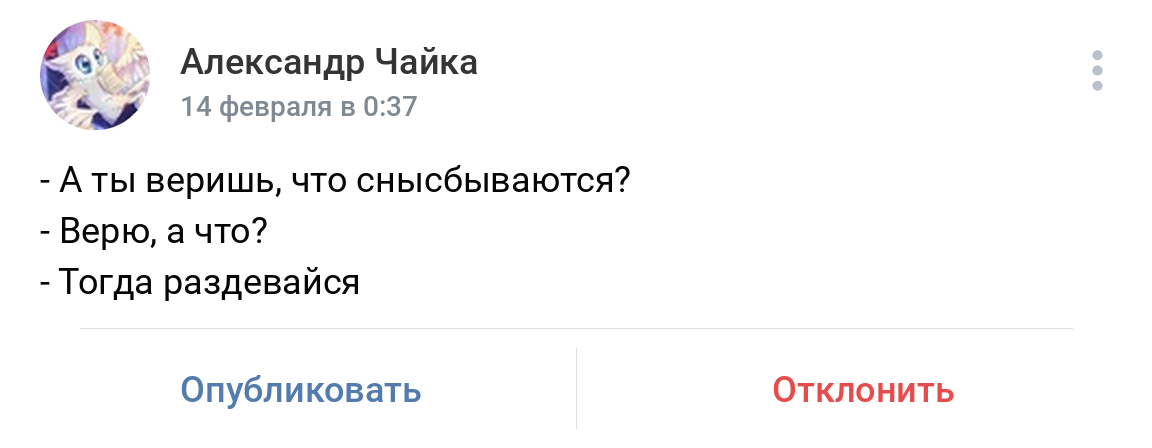 Александр Чайка
14 февраля в 0:37
- А ты веришь, что снысбываются?
- Верю, а что?
- Тогда раздевайся
Опубликовать
Отклонить